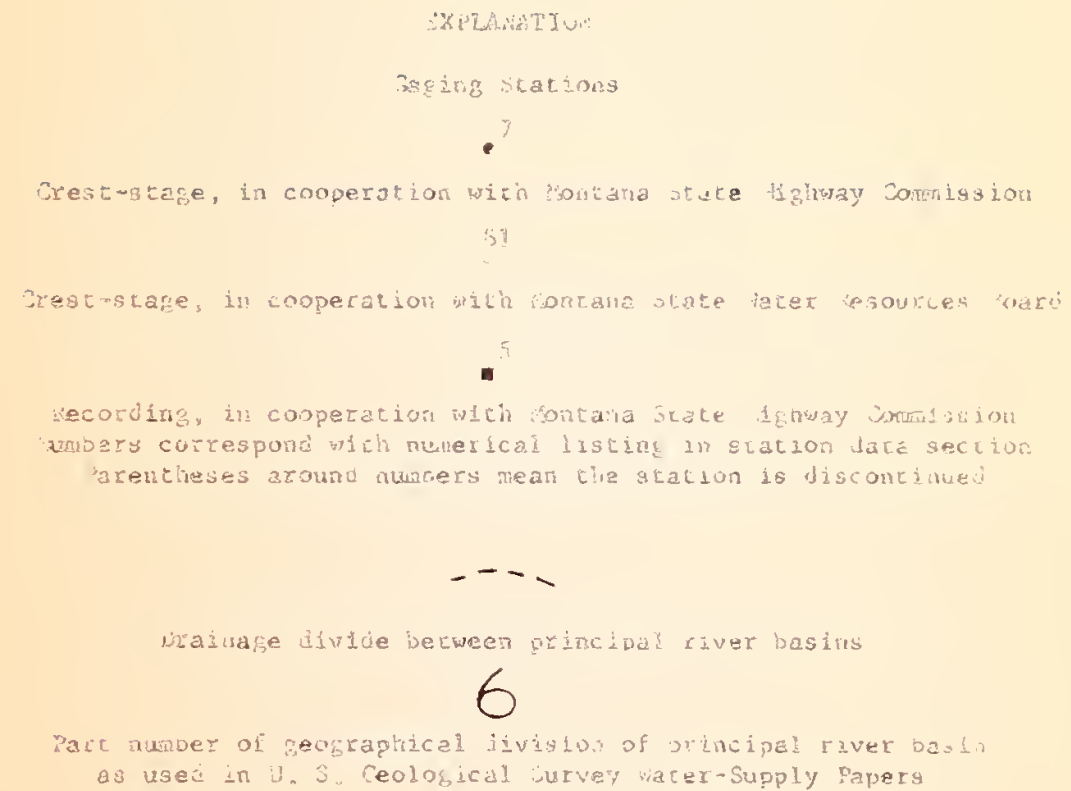 EXPLANATION
Gaging Stations
7
Crest-stage, in cooperation with Montana State Highway Commission
51
Crest-stage, in cooperation with Montana State Water Resources Board
5
Recording, in cooperation with Montana State Highway Commission
Numbers correspond with numerical listing in station data section
Parentheses around numbers mean the station is discontinued
Drainage divide between principal river basins
6
Part number of geographical division of principal river basin
as used in U. S. Geological Survey Water-Supply Papers